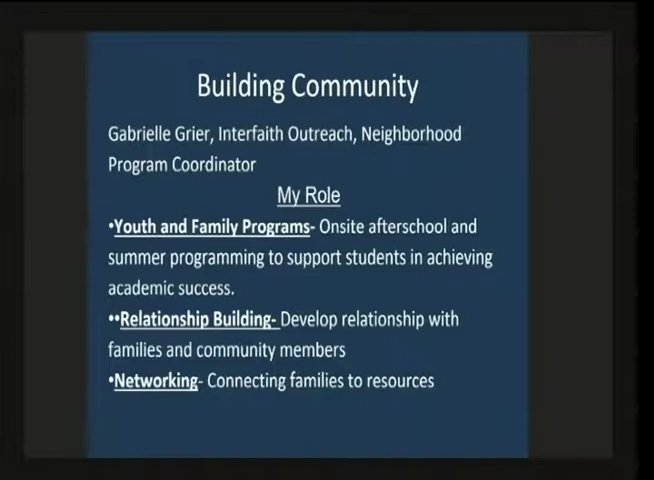 Building Community
Gabrielle Grier, Interfaith Outreach, Neighborhood
Program Coordinator
My Role
•Youth and Family Programs- Onsite afterschool and
summer programming to support students in achieving
academic success.
••Relationship Building- Develop relationship with
families and community members
•Networking- Connecting families to resources